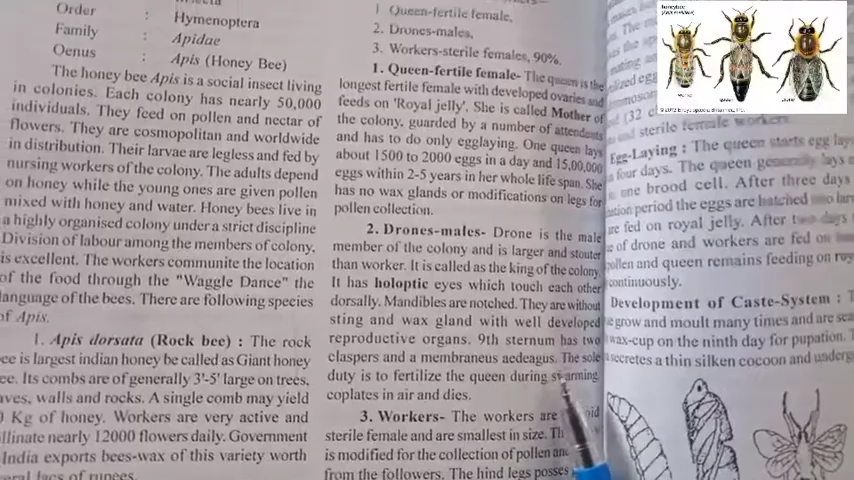 Order : Hymenoptera
Family : Apidae
Oenus : Apis (Honey Bee)
The honey bee Apis is a social insect living
in colonies. Each colony has nearly 50,000
individuals. They feed on pollen and nectar of
flowers. They are cosmopolitan and worldwide
in distribution. Their larvae are legless and fed by
nursing workers of the colony. The adults depend
on honey while the young ones are given pollen
mixed with honey and water. Honey bees live in
a highly organised colony under a strict discipline
Division of labour among the members of colony,
is excellent. The workers communite the location
of the food through the "Waggle Dance" the
language of the bees. There are following species
of Apis.
1. Apis dorsata (Rock bee) : The rock
ee is largest indian honey be called as Giant honey
ee. Its combs are of generally 3'-5' large on trees,
aves, walls and rocks. A single comb may yield
Kg of honey. Workers are very active and
llinate nearly 12000 flowers daily. Government
India exports bees-wax of this variety worth
eral lacs of rupees.
1 Queen-fertile female,
2. Drones-males,
3. Workers-sterile females, 90%.
1. Queen-fertile female- The queen is the
longest fertile female with developed ovaries and
feeds on 'Royal jelly'. She is called Mother of
the colony, guarded by a number of attendents
and has to do only egglaying. One queen lays
about 1500 to 2000 eggs in a day and 15,00,000
eggs within 2-5 years in her whole life span. She
has no wax glands or modifications on legs for
pollen collection.
2. Drones-males- Drone is the male
member of the colony and is larger and stouter
than worker. It is called as the king of the colony.
It has holoptic eyes which touch each other
dorsally. Mandibles are notched. They are without
sting and wax gland with well developed
reproductive organs. 9th sternum has two
claspers and a membraneus aedeagus. The sole
duty is to fertilize the queen during
coplates in air and dies.
3. Workers- The workers are
sterile female and are smallest in size.
is modified for the collection of pollen
from the followers. The hind legs posses
honeybee
and sterile female workers.
Egg-Laying : The queen starts egg
four days. The queen generally lays
one brood cell. After three days
period the eggs are hatched
fed on royal jelly. After two days
of drone and workers are fed on
pollen and queen remains feeding on
continuously.
Development of Caste-System :
grow and moult many times and are
wax-cup on the ninth day for pupation.
secretes a thin silken cocoon and